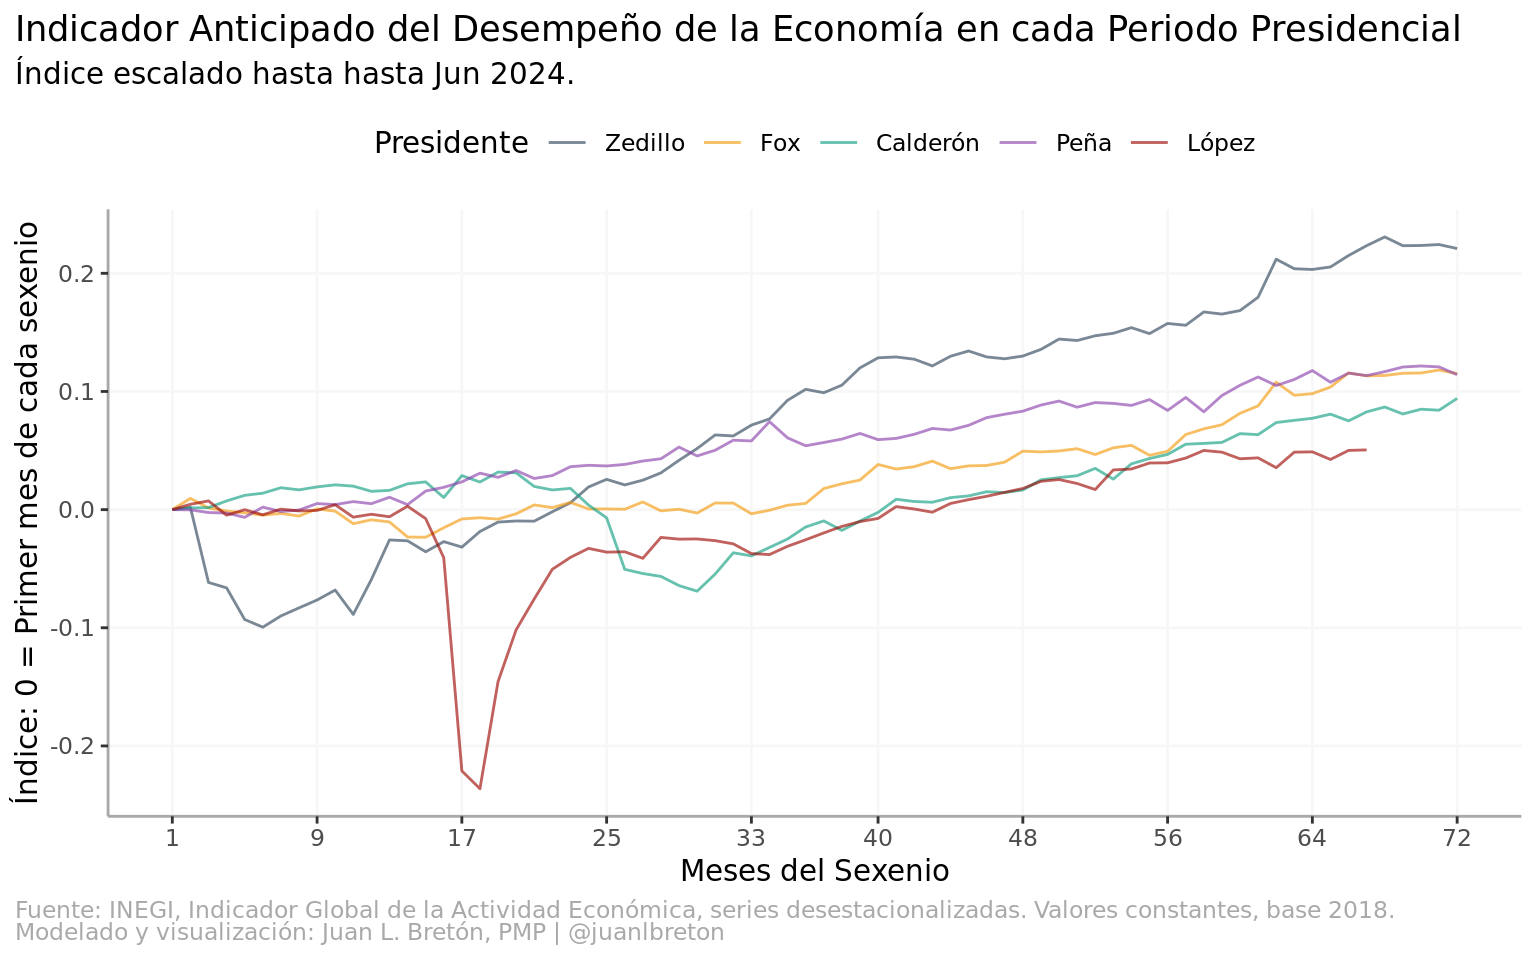 Indicador Anticipado del Desempeño de la Economía en cada Periodo Presidencial
Índice escalado hasta hasta Jun 2024.
Presidente Zedillo Fox Calderón Peña López
Índice: 0 = Primer mes de cada sexenio
0.2
0.1
0.0
-0.1
-0.2
1 9 17 25 33 40 48 56 64 72
Meses del Sexenio
Fuente: INEGI, Indicador Global de la Actividad Económica, series desestacionalizadas. Valores constantes, base 2018.
Modelado y visualización: Juan L. Bretón, PMP | @juanlbreton